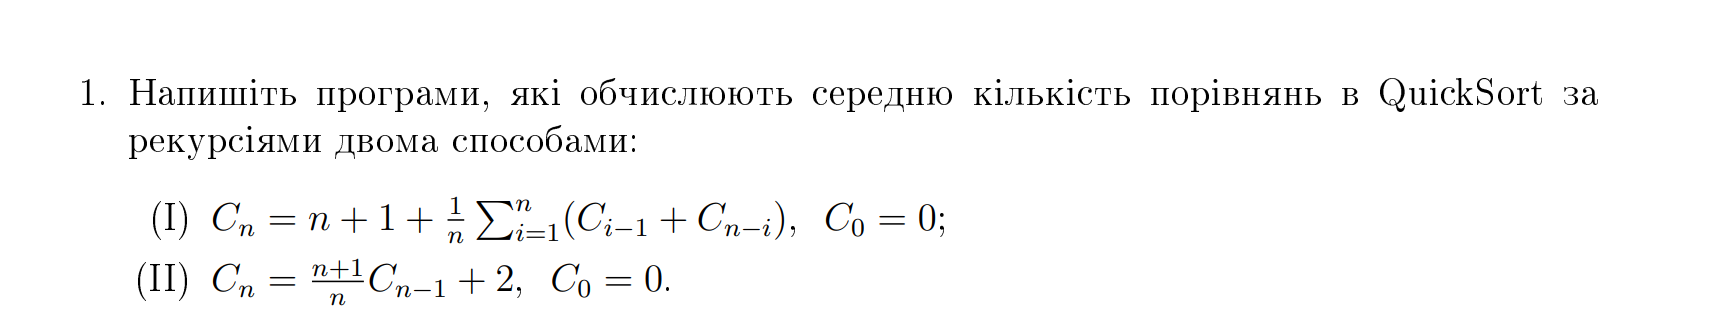 1. Напишіть програми, які обчислюють середню кількість порівнянь в QuickSort за
рекурсіями двома способами:
(I) $C_n = n + 1 + \frac{1}{n} \sum_{i=1}^{n} (C_{i-1} + C_{n-i}), \; C_0 = 0;$
(II) $C_n = \frac{n+1}{n} C_{n-1} + 2, \; C_0 = 0.$